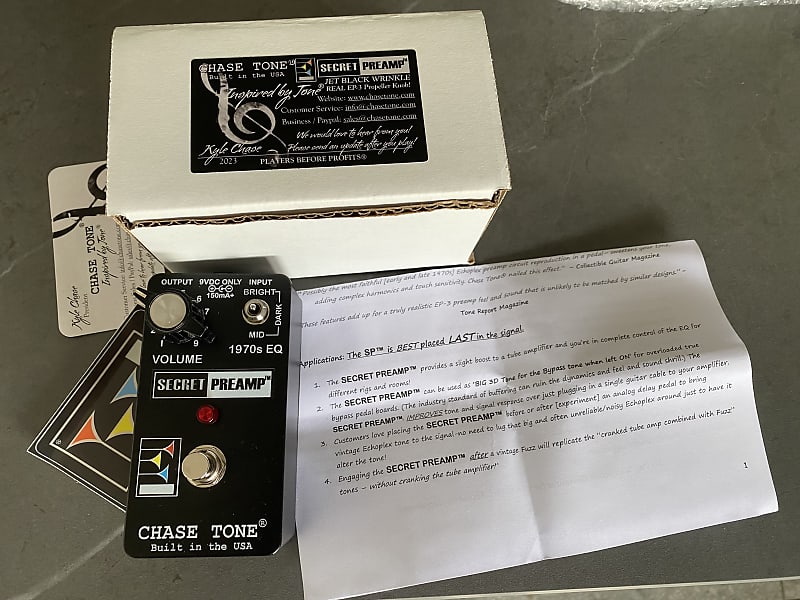 CHASE TONE® SECRET PREAMP™
Built in the USA
JET BLACK WRINKLE
REAL EP-3 Propeller Knob!
Inspired by Tone®
Website: www.chasetone.com
Customer Service: info@chasetone.com
Business / Paypal: sales@chasetone.com
We would love to hear from you!
Please send an update after you play!
Kyle Chase
2023 PLAYERS BEFORE PROFITS®
Kyle Chase
President
CHASE TONE®
Inspired by Tone®
OUTPUT 9VDC ONLY INPUT
150mA+ BRIGHT
DARK
MID
6
7
9
1
1970s EQ
VOLUME
SECRET PREAMP™
E
CHASE TONE®
Built in the USA
"Possibly the most faithful [early and late 1970s] Echoplex preamp circuit reproduction in a pedal – sweetens your tone,
adding complex harmonics and touch sensitivity. Chase Tone® nailed this effect." ~ Collectible Guitar Magazine
"These features add up for a truly realistic EP-3 preamp feel and sound that is unlikely to be matched by similar designs." ~
Tone Report Magazine
Applications: The SP™ is BEST placed LAST in the signal.
1. The SECRET PREAMP™ provides a slight boost to a tube amplifier and you're in complete control of the EQ for
different rigs and rooms!
2. The SECRET PREAMP™ can be used as 'BIG 3D Tone for the Bypass tone when left ON' for overloaded true
bypass pedal boards. (The industry standard of buffering can ruin the dynamics and feel and sound shrill.) The
SECRET PREAMP™ IMPROVES tone and signal response over just plugging in a single guitar cable to your amplifier.
3. Customers love placing the SECRET PREAMP™ before or after [experiment] an analog delay pedal to bring
vintage Echoplex tone to the signal-no need to lug that big and often unreliable/noisy Echoplex around just to have it
alter the tone!
4. Engaging the SECRET PREAMP™ after a vintage Fuzz will replicate the "cranked tube amp combined with Fuzz"
tones – without cranking the tube amplifier!"
1